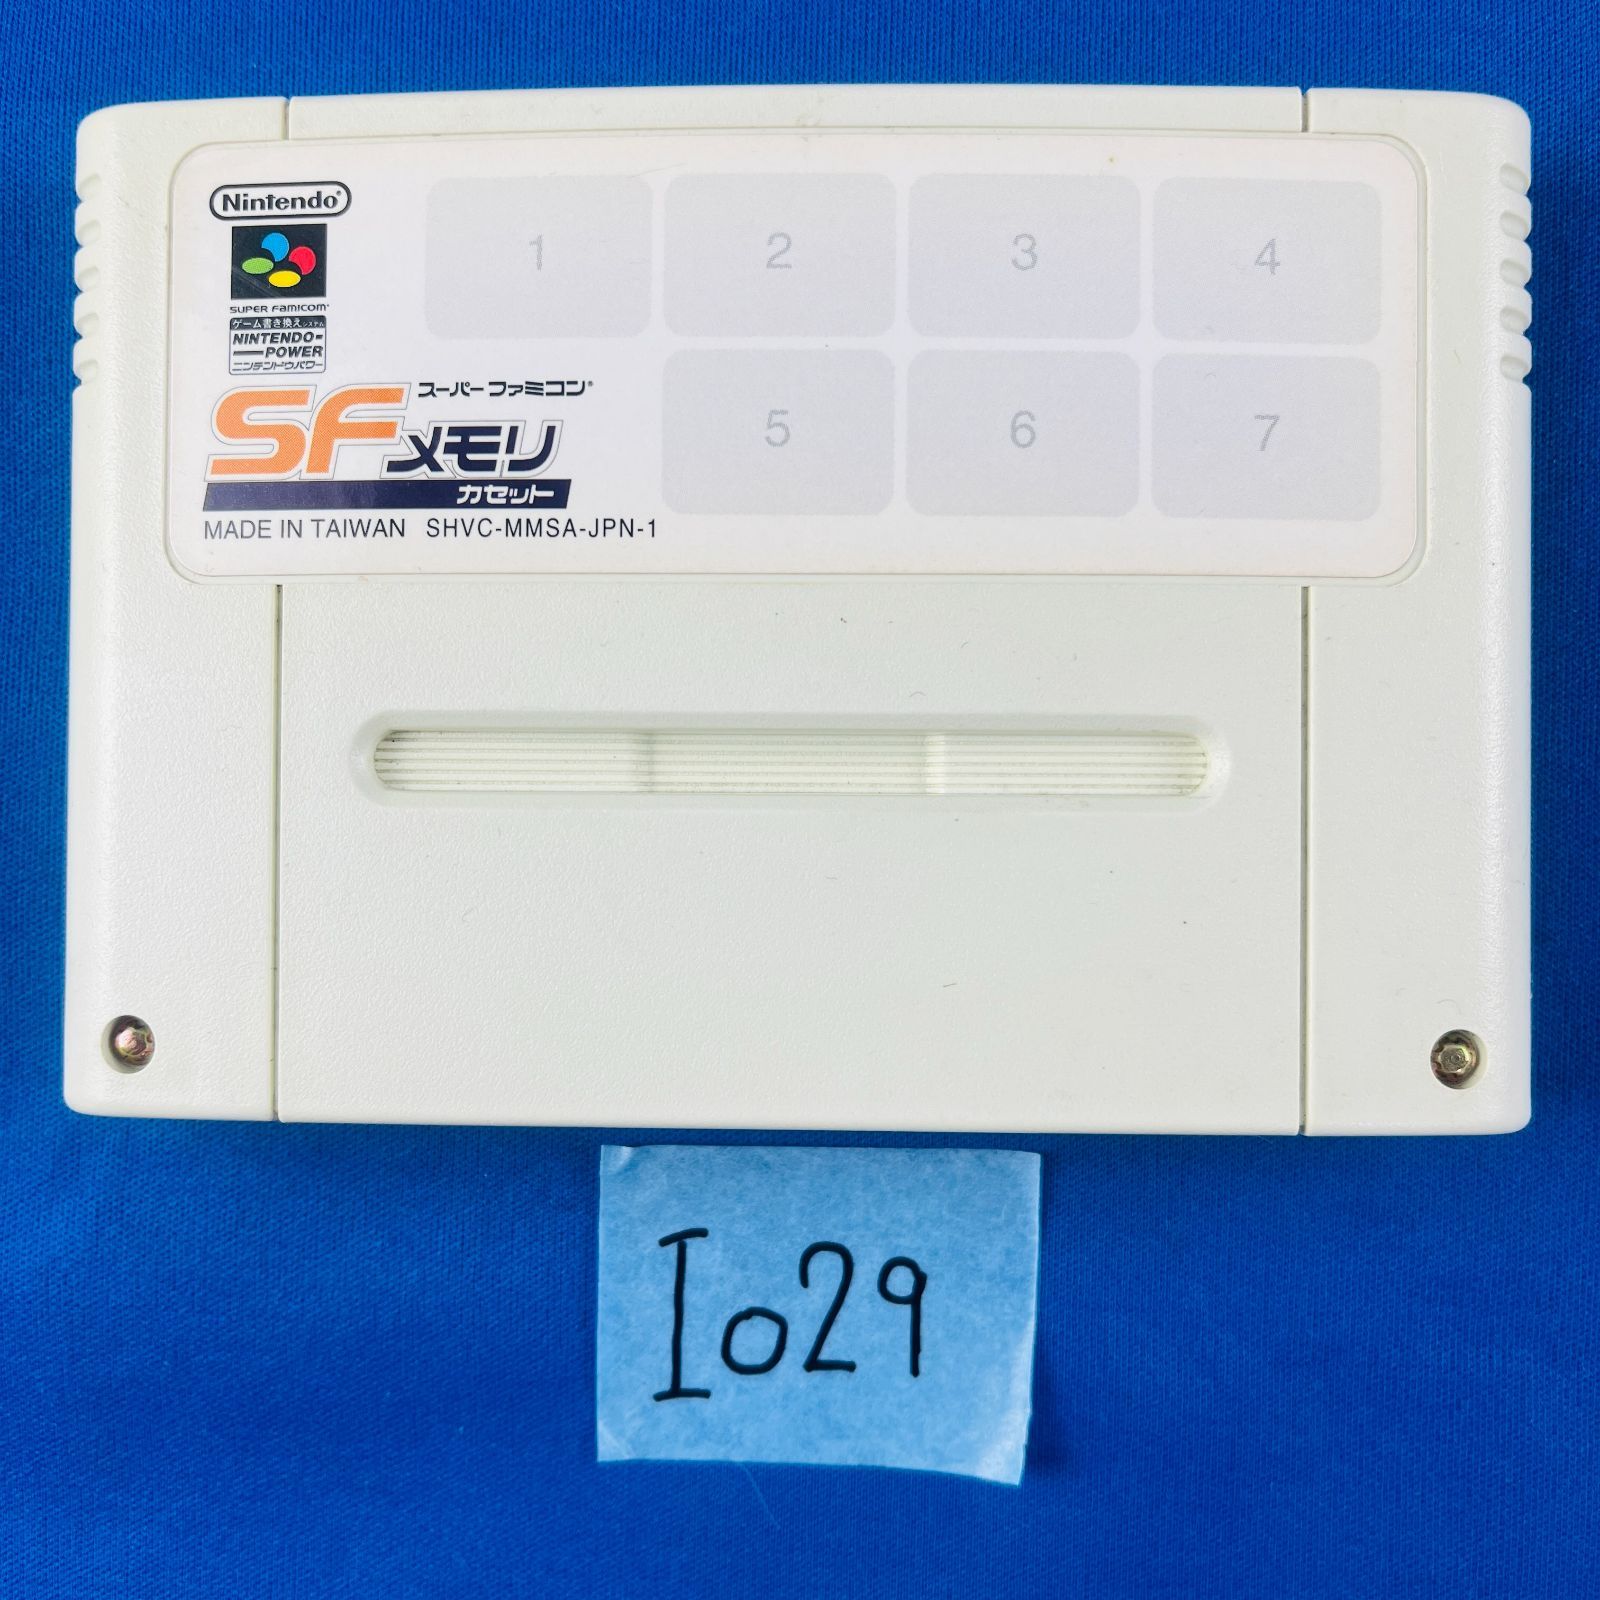 Nintendo®
SUPER FAMICOM
ゲーム書き換えシステム
NINTENDO-
POWER
ニンテンドウパワー
スーパーファミコン®
SFメモリ
カセット
MADE IN TAIWAN SHVC-MMSA-JPN-1
1 2 3 4
5 6 7
I029